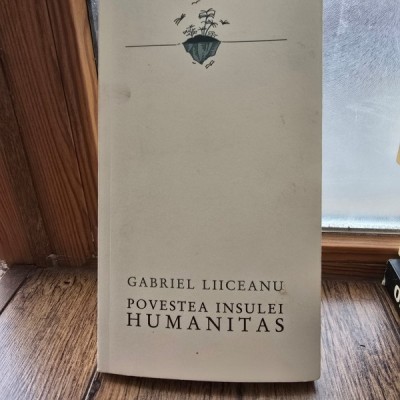 GABRIEL LIICEANU
POVESTEA INSULEI
HUMANITAS